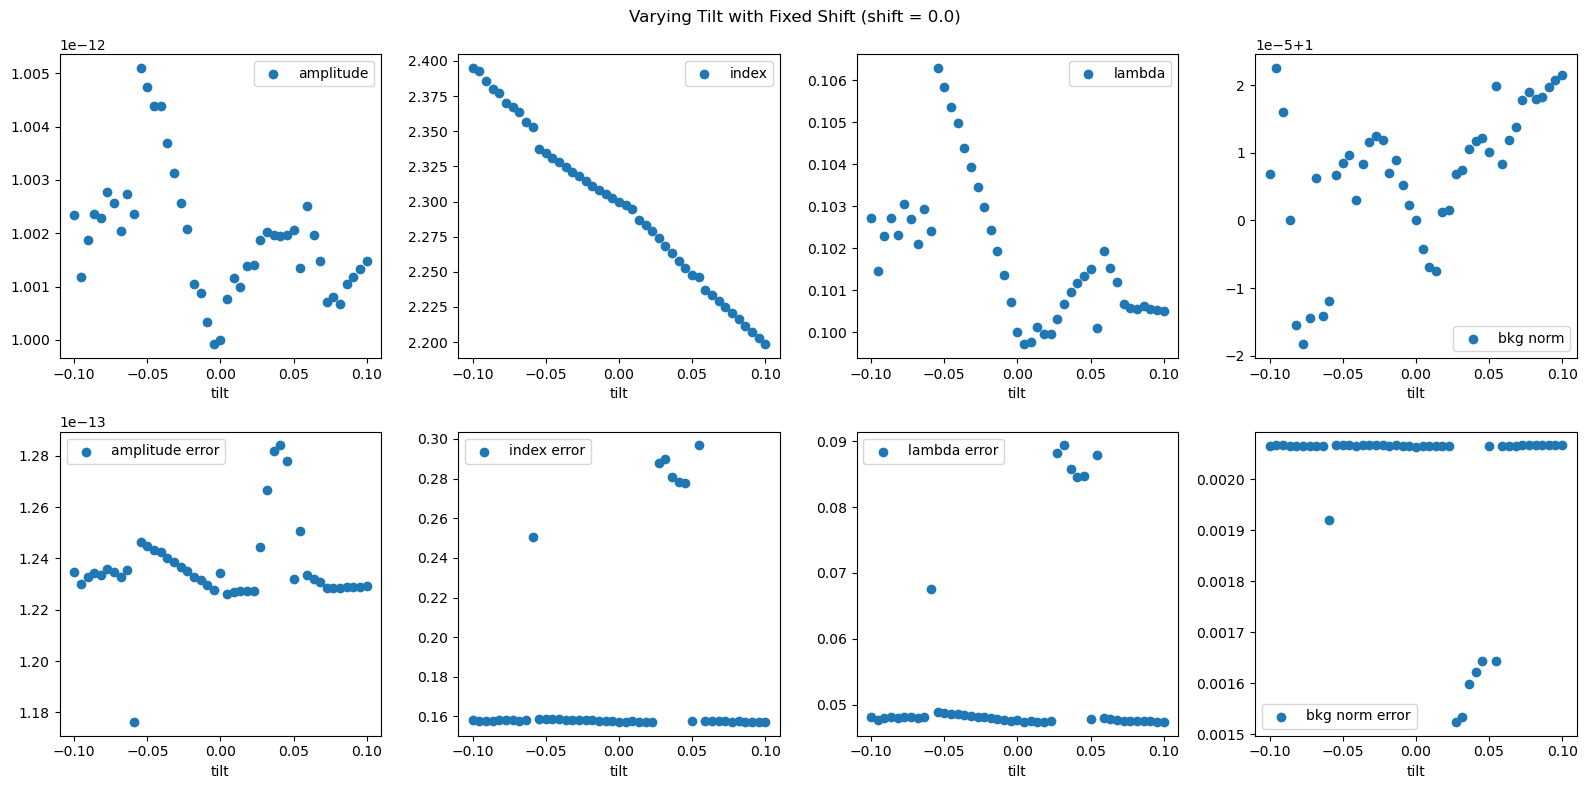 Varying Tilt with Fixed Shift (shift = 0.0)
1e−12
amplitude
1.005
1.004
1.003
1.002
1.001
1.000
−0.10 −0.05 0.00 0.05 0.10
tilt
index
2.400
2.375
2.350
2.325
2.300
2.275
2.250
2.225
2.200
−0.10 −0.05 0.00 0.05 0.10
tilt
lambda
0.106
0.105
0.104
0.103
0.102
0.101
0.100
−0.10 −0.05 0.00 0.05 0.10
tilt
1e−5+1
2
1
0
−1
−2
bkg norm
−0.10 −0.05 0.00 0.05 0.10
tilt
1e−13
amplitude error
1.28
1.26
1.24
1.22
1.20
1.18
−0.10 −0.05 0.00 0.05 0.10
tilt
index error
0.30
0.28
0.26
0.24
0.22
0.20
0.18
0.16
−0.10 −0.05 0.00 0.05 0.10
tilt
lambda error
0.09
0.08
0.07
0.06
0.05
−0.10 −0.05 0.00 0.05 0.10
tilt
0.0020
0.0019
0.0018
0.0017
0.0016
0.0015
bkg norm error
−0.10 −0.05 0.00 0.05 0.10
tilt